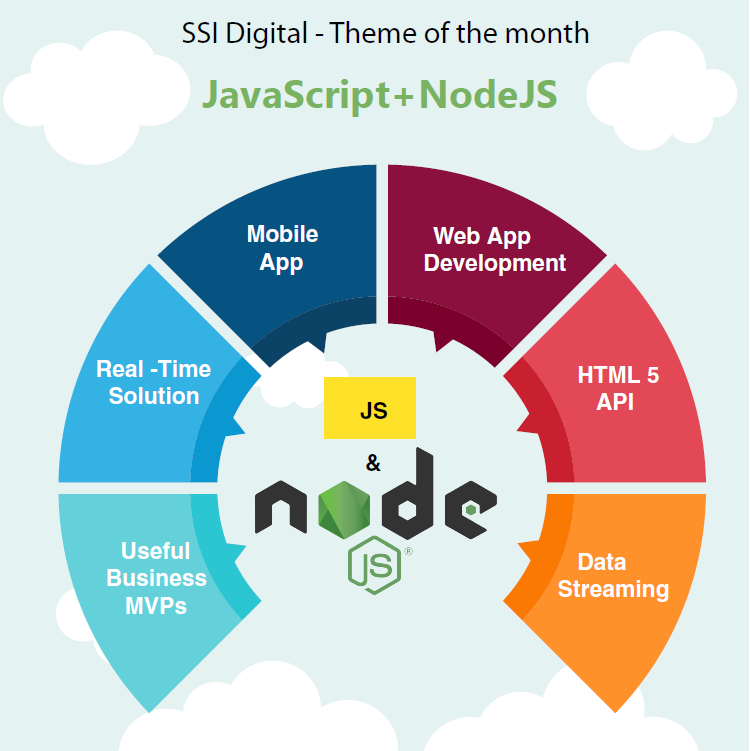 SSI Digital - Theme of the month
JavaScript+NodeJS
Mobile
App
Web App
Development
Real -Time
Solution
HTML 5
API
JS
&
node
JS®
Useful
Business
MVPs
Data
Streaming